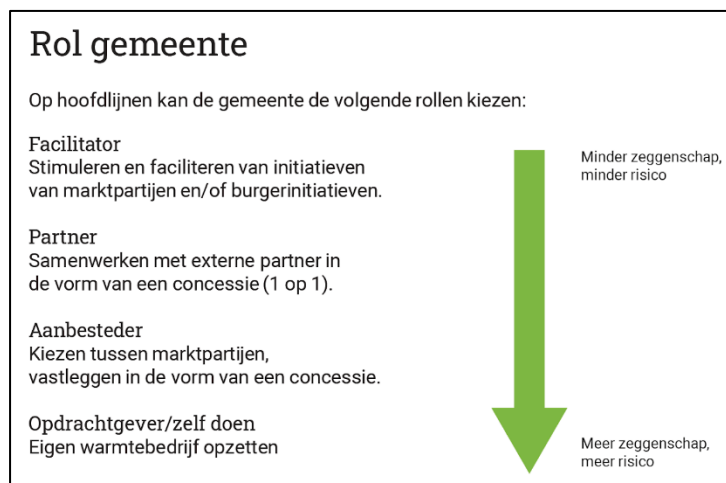 Rol gemeente
Op hoofdlijnen kan de gemeente de volgende rollen kiezen:
Facilitator
Stimuleren en faciliteren van initiatieven
van marktpartijen en/of burgerinitiatieven.
Partner
Samenwerken met externe partner in
de vorm van een concessie (1 op 1).
Aanbesteder
Kiezen tussen marktpartijen,
vastleggen in de vorm van een concessie.
Opdrachtgever/zelf doen
Eigen warmtebedrijf opzetten
Minder zeggenschap,
minder risico
Meer zeggenschap,
meer risico